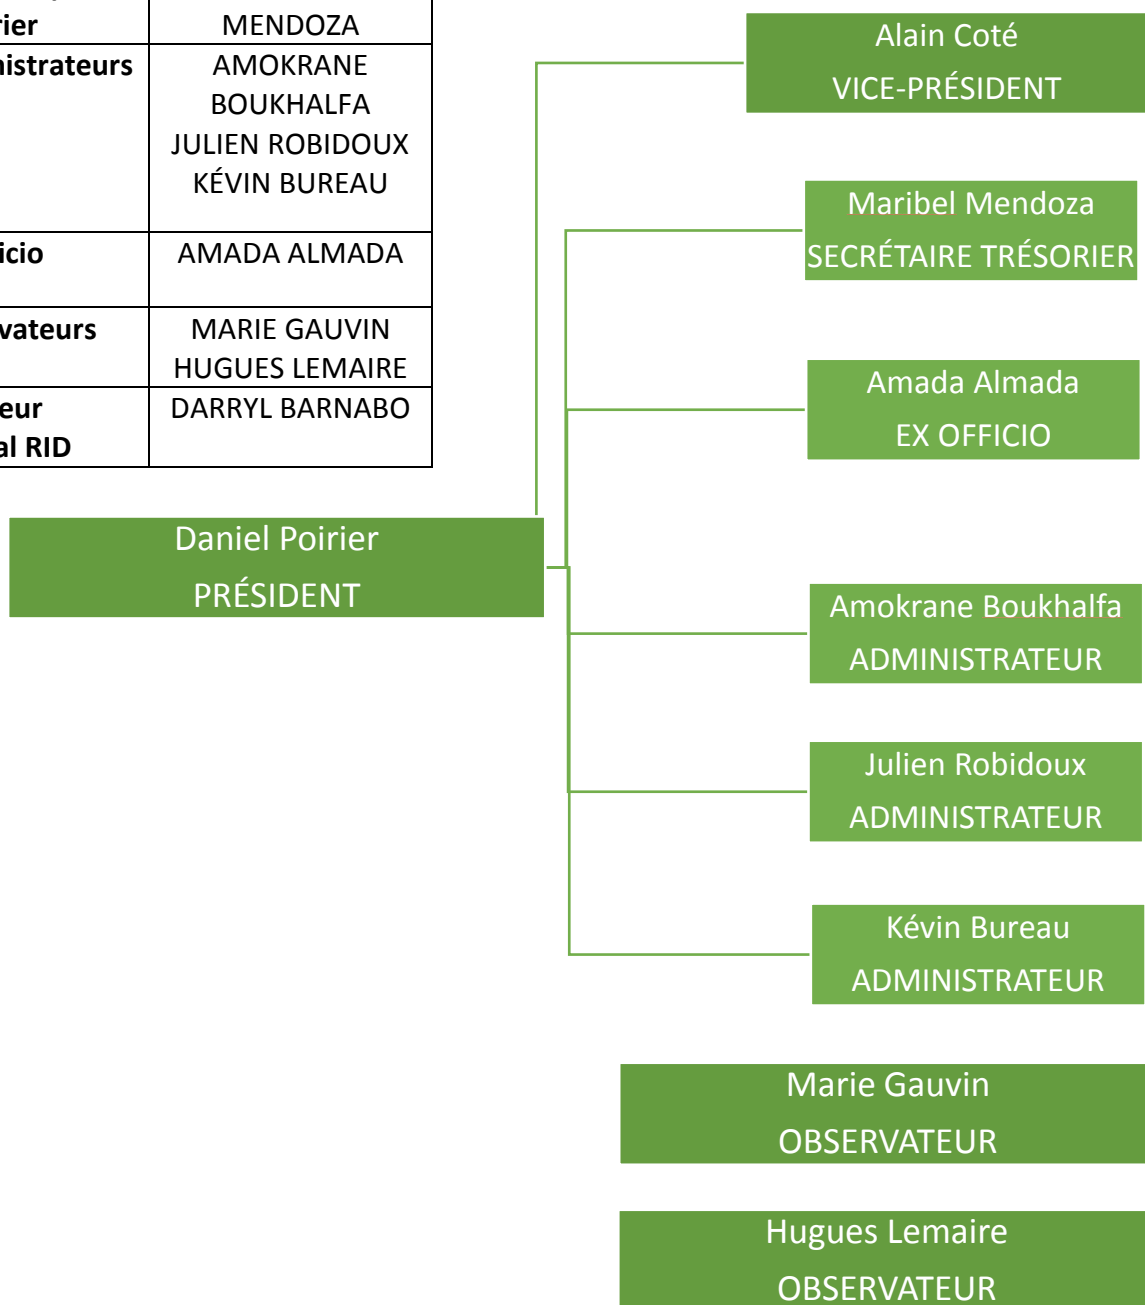 rier MENDOZA
nistrateurs AMOKRANE
BOUKHALFA
JULIEN ROBIDOUX
KÉVIN BUREAU
icio AMADA ALMADA
vateurs MARIE GAUVIN
HUGUES LEMAIRE
eur DARRYL BARNABO
al RID
Alain Coté
VICE-PRÉSIDENT
Maribel Mendoza
SECRÉTAIRE TRÉSORIER
Amada Almada
EX OFFICIO
Daniel Poirier
PRÉSIDENT
Amokrane Boukhalfa
ADMINISTRATEUR
Julien Robidoux
ADMINISTRATEUR
Kévin Bureau
ADMINISTRATEUR
Marie Gauvin
OBSERVATEUR
Hugues Lemaire
OBSERVATEUR